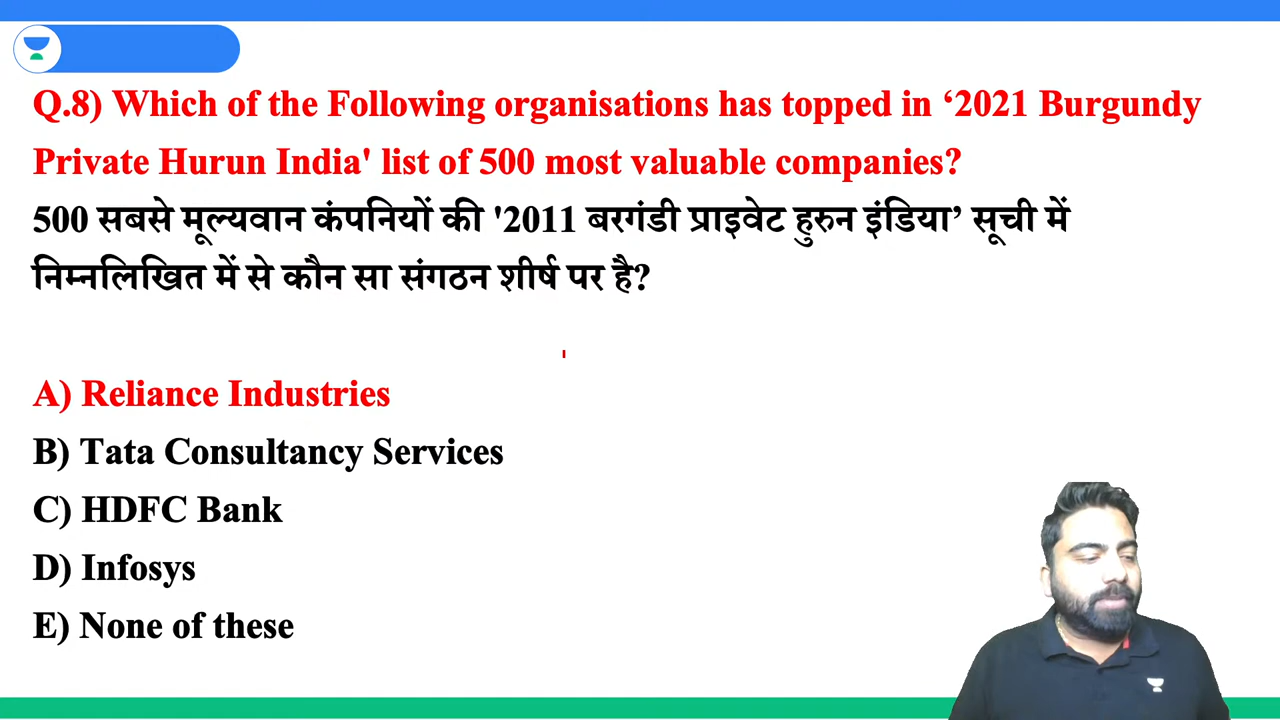 Q.8) Which of the Following organisations has topped in ‘2021 Burgundy
Private Hurun India' list of 500 most valuable companies?
500 सबसे मूल्यवान कंपनियों की '2011 बरगंडी प्राइवेट हुरुन इंडिया’ सूची में
निम्नलिखित में से कौन सा संगठन शीर्ष पर है?
A) Reliance Industries
B) Tata Consultancy Services
C) HDFC Bank
D) Infosys
E) None of these